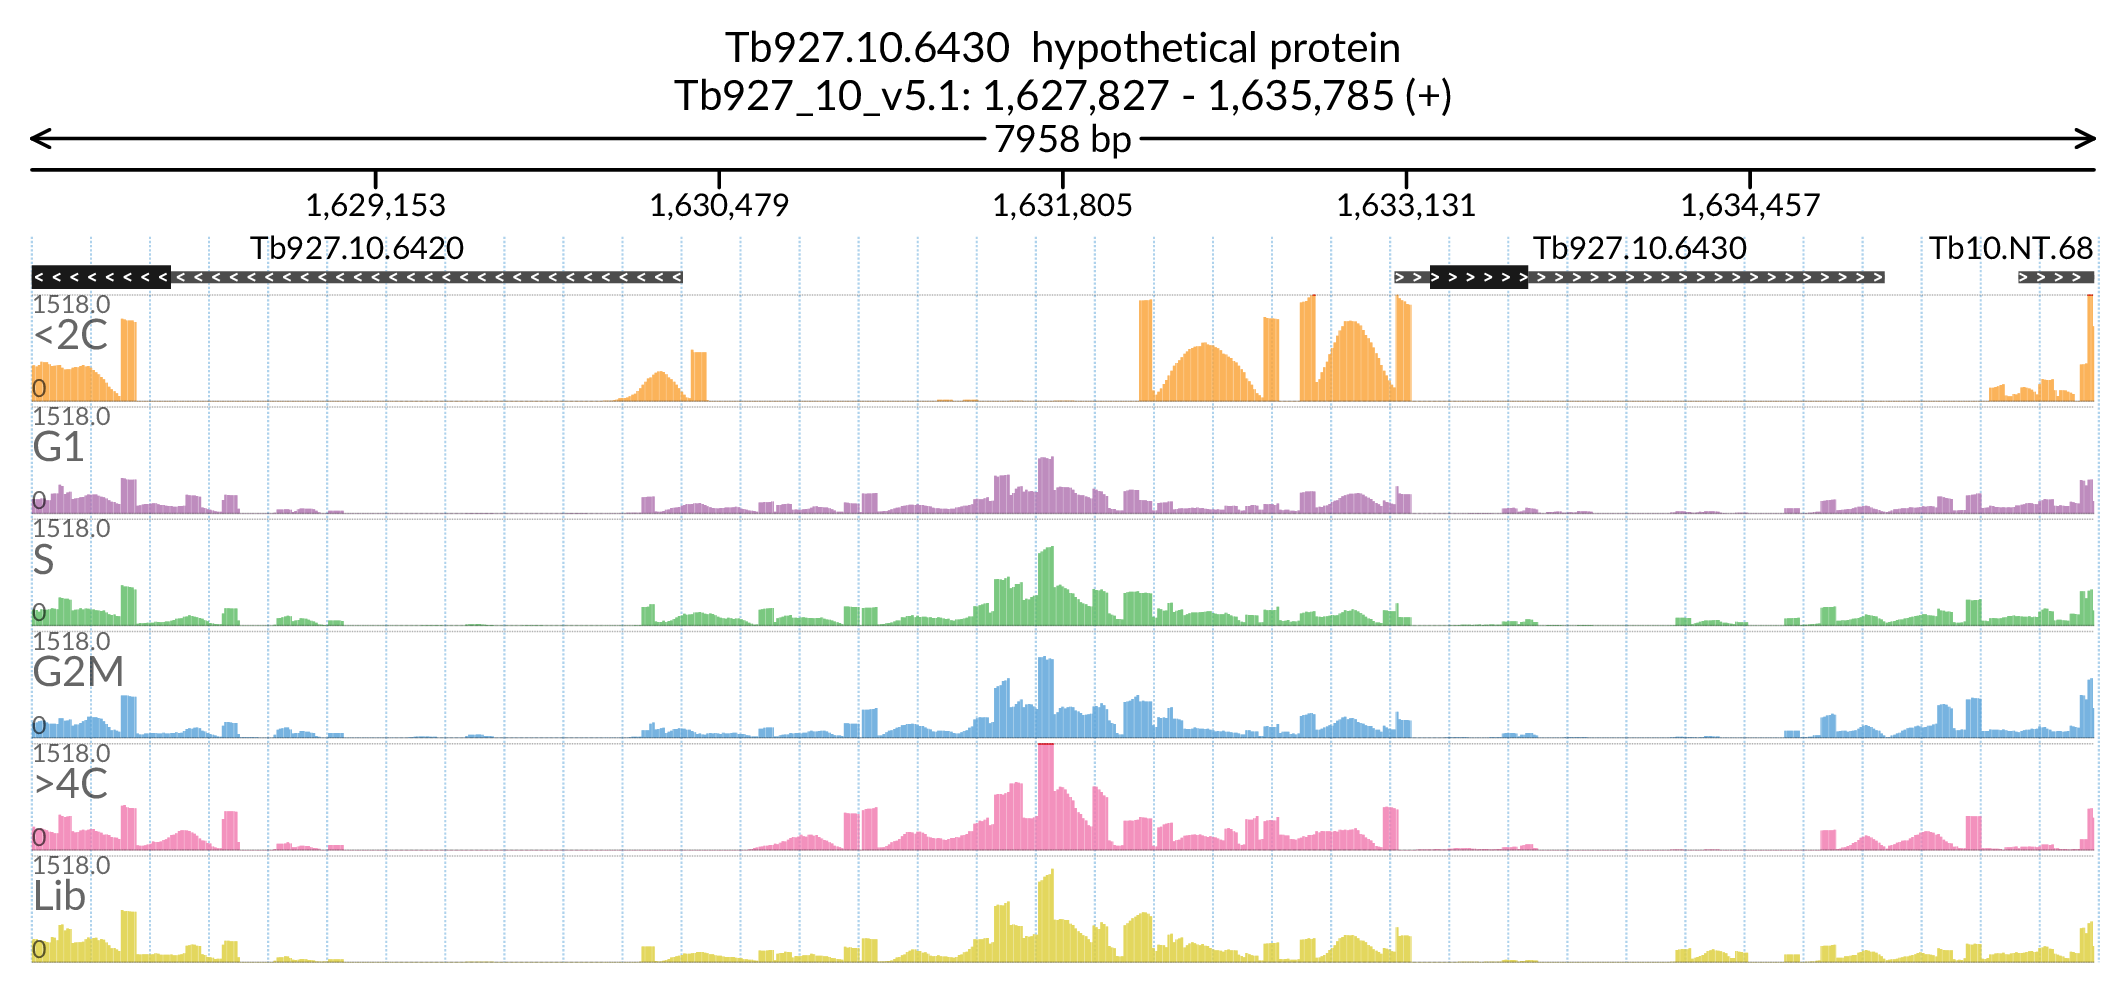 Tb927.10.6430 hypothetical protein
Tb927_10_v5.1: 1,627,827 - 1,635,785 (+)
7958 bp
1,629,153 1,630,479 1,631,805 1,633,131 1,634,457
Tb927.10.6420 Tb927.10.6430 Tb10.NT.68
1518.0
<2C
0
1518.0
G1
0
1518.0
S
0
1518.0
G2M
0
1518.0
>4C
0
1518.0
Lib
0